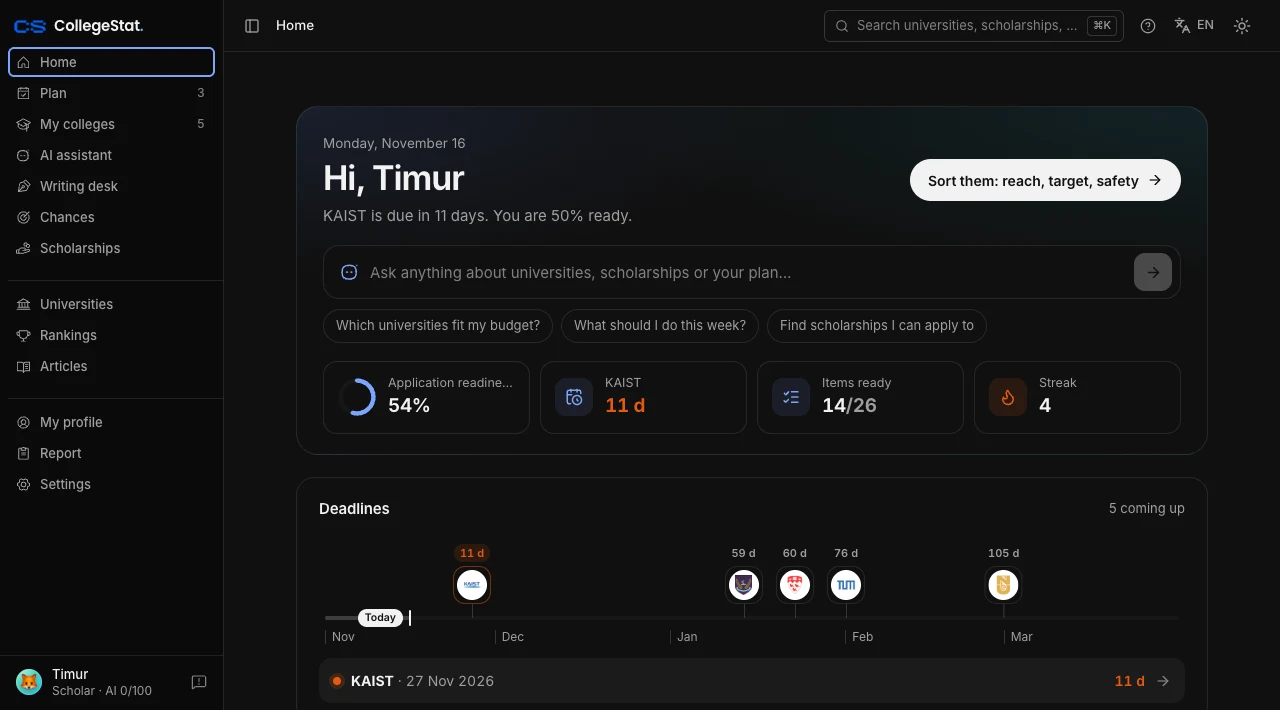 CS CollegeStat.
Home
Search universities, scholarships, ... ⌘K
EN
Home
Plan 3
My colleges 5
AI assistant
Writing desk
Chances
Scholarships
Universities
Rankings
Articles
My profile
Report
Settings
Timur
Scholar · AI 0/100
Monday, November 16
Hi, Timur
KAIST is due in 11 days. You are 50% ready.
Sort them: reach, target, safety
Ask anything about universities, scholarships or your plan...
Which universities fit my budget? What should I do this week? Find scholarships I can apply to
Application readine...
54%
KAIST
11 d
Items ready
14/26
Streak
4
Deadlines 5 coming up
11 d 59 d 60 d 76 d 105 d
KAIST TUM
Today
Nov Dec Jan Feb Mar
KAIST · 27 Nov 2026 11 d